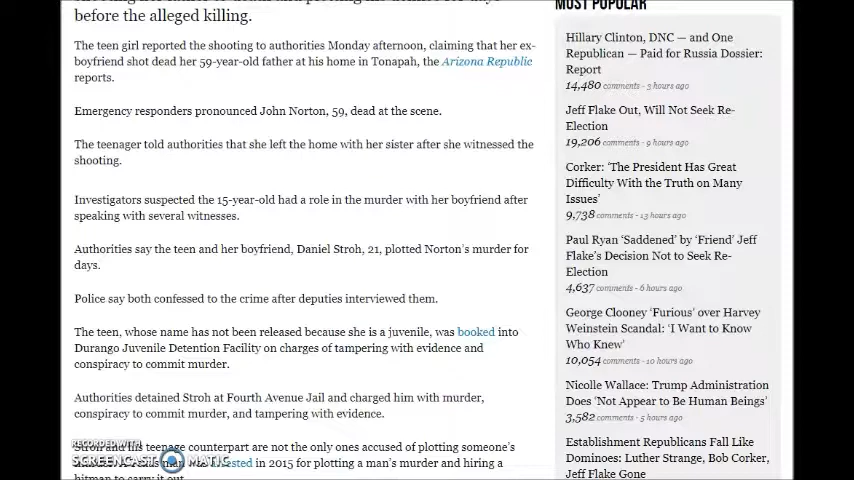 before the alleged killing.
The teen girl reported the shooting to authorities Monday afternoon, claiming that her ex-
boyfriend shot dead her 59-year-old father at his home in Tonapah, the Arizona Republic
reports.
Emergency responders pronounced John Norton, 59, dead at the scene.
The teenager told authorities that she left the home with her sister after she witnessed the
shooting.
Investigators suspected the 15-year-old had a role in the murder with her boyfriend after
speaking with several witnesses.
Authorities say the teen and her boyfriend, Daniel Stroh, 21, plotted Norton's murder for
days.
Police say both confessed to the crime after deputies interviewed them.
The teen, whose name has not been released because she is a juvenile, was booked into
Durango Juvenile Detention Facility on charges of tampering with evidence and
conspiracy to commit murder.
Authorities detained Stroh at Fourth Avenue Jail and charged him with murder,
conspiracy to commit murder, and tampering with evidence.
Stroh and his teenage counterpart are not the only ones accused of plotting someone's
in 2015 for plotting a man's murder and hiring a
hitman to carry it out.
RECORDED WITH
SCREENCAST MATIC
MOST POPULAR
Hillary Clinton, DNC — and One
Republican — Paid for Russia Dossier:
Report
14,480 comments - 3 hours ago
Jeff Flake Out, Will Not Seek Re-
Election
19,206 comments - 9 hours ago
Corker: 'The President Has Great
Difficulty With the Truth on Many
Issues'
9,738 comments - 13 hours ago
Paul Ryan 'Saddened' by 'Friend' Jeff
Flake's Decision Not to Seek Re-
Election
4,637 comments - 6 hours ago
George Clooney 'Furious' over Harvey
Weinstein Scandal: 'I Want to Know
Who Knew'
10,054 comments - 10 hours ago
Nicolle Wallace: Trump Administration
Does 'Not Appear to Be Human Beings'
3,582 comments - 5 hours ago
Establishment Republicans Fall Like
Dominoes: Luther Strange, Bob Corker,
Jeff Flake Gone